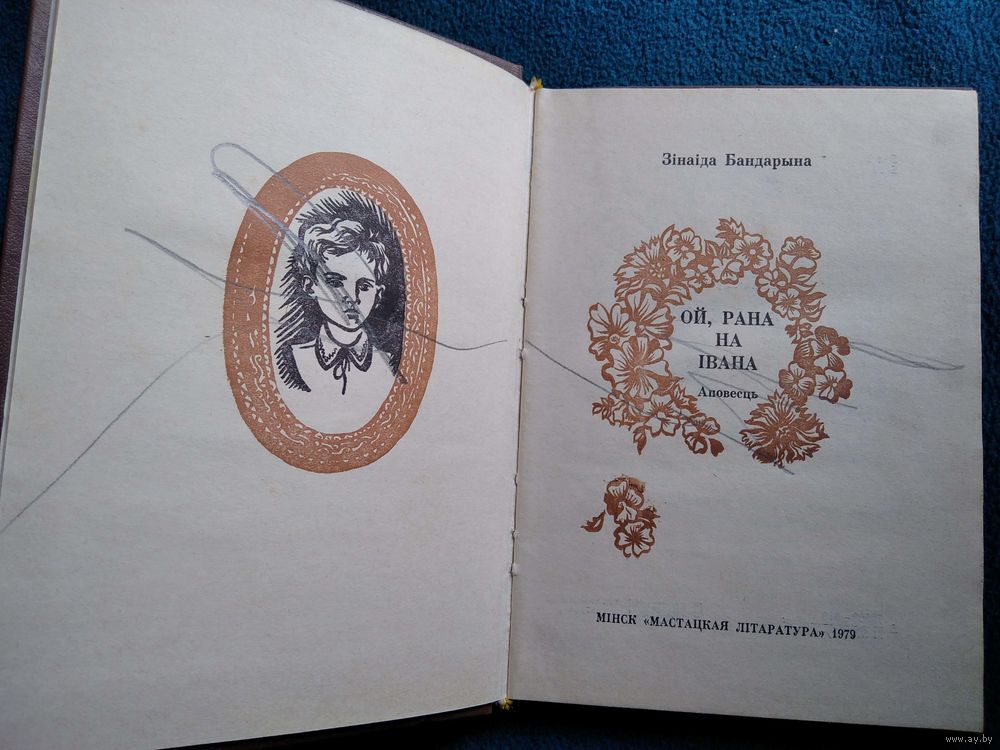 Зінаіда Бандарына
ОЙ, РАНА
НА
ІВАНА
Аповесць
МІНСК «МАСТАЦКАЯ ЛІТАРАТУРА» 1979
www.ay.by